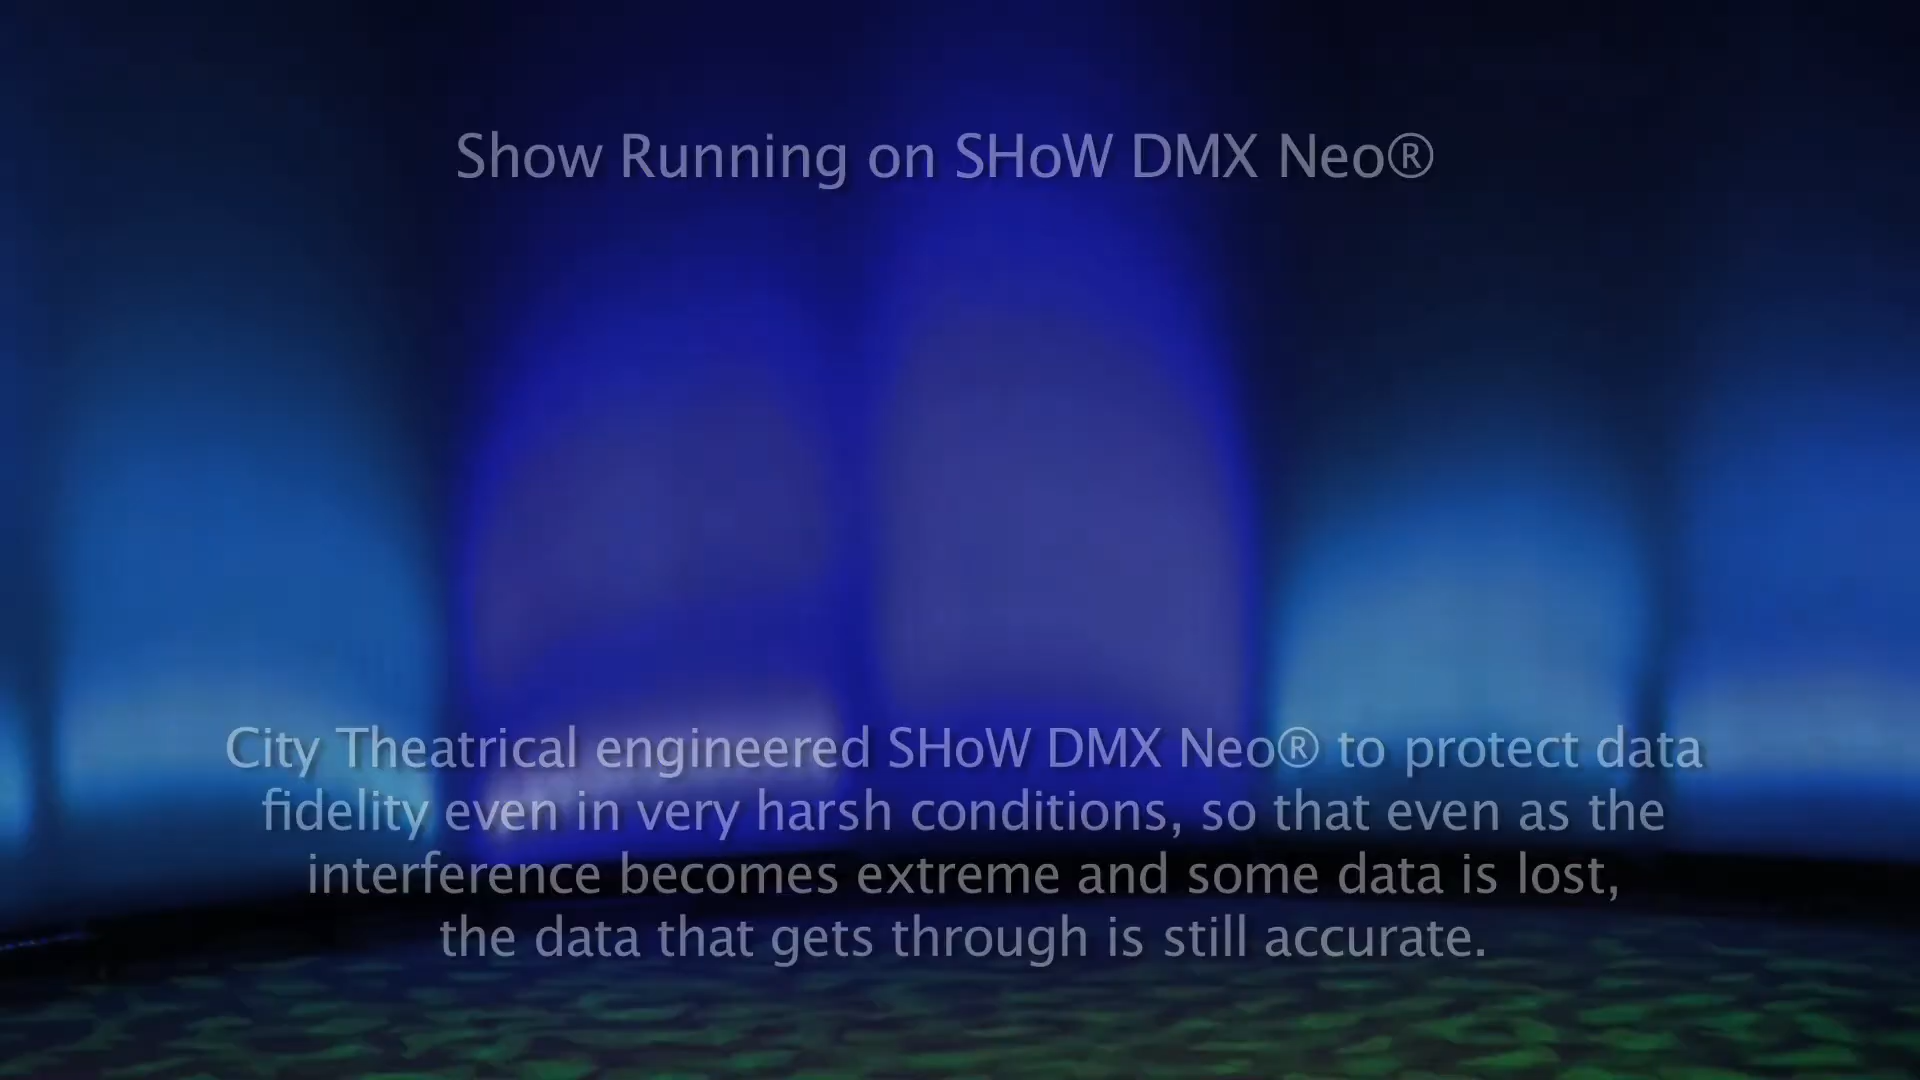 Show Running on SHoW DMX Neo®
City Theatrical engineered SHoW DMX Neo® to protect data
fidelity even in very harsh conditions, so that even as the
interference becomes extreme and some data is lost,
the data that gets through is still accurate.